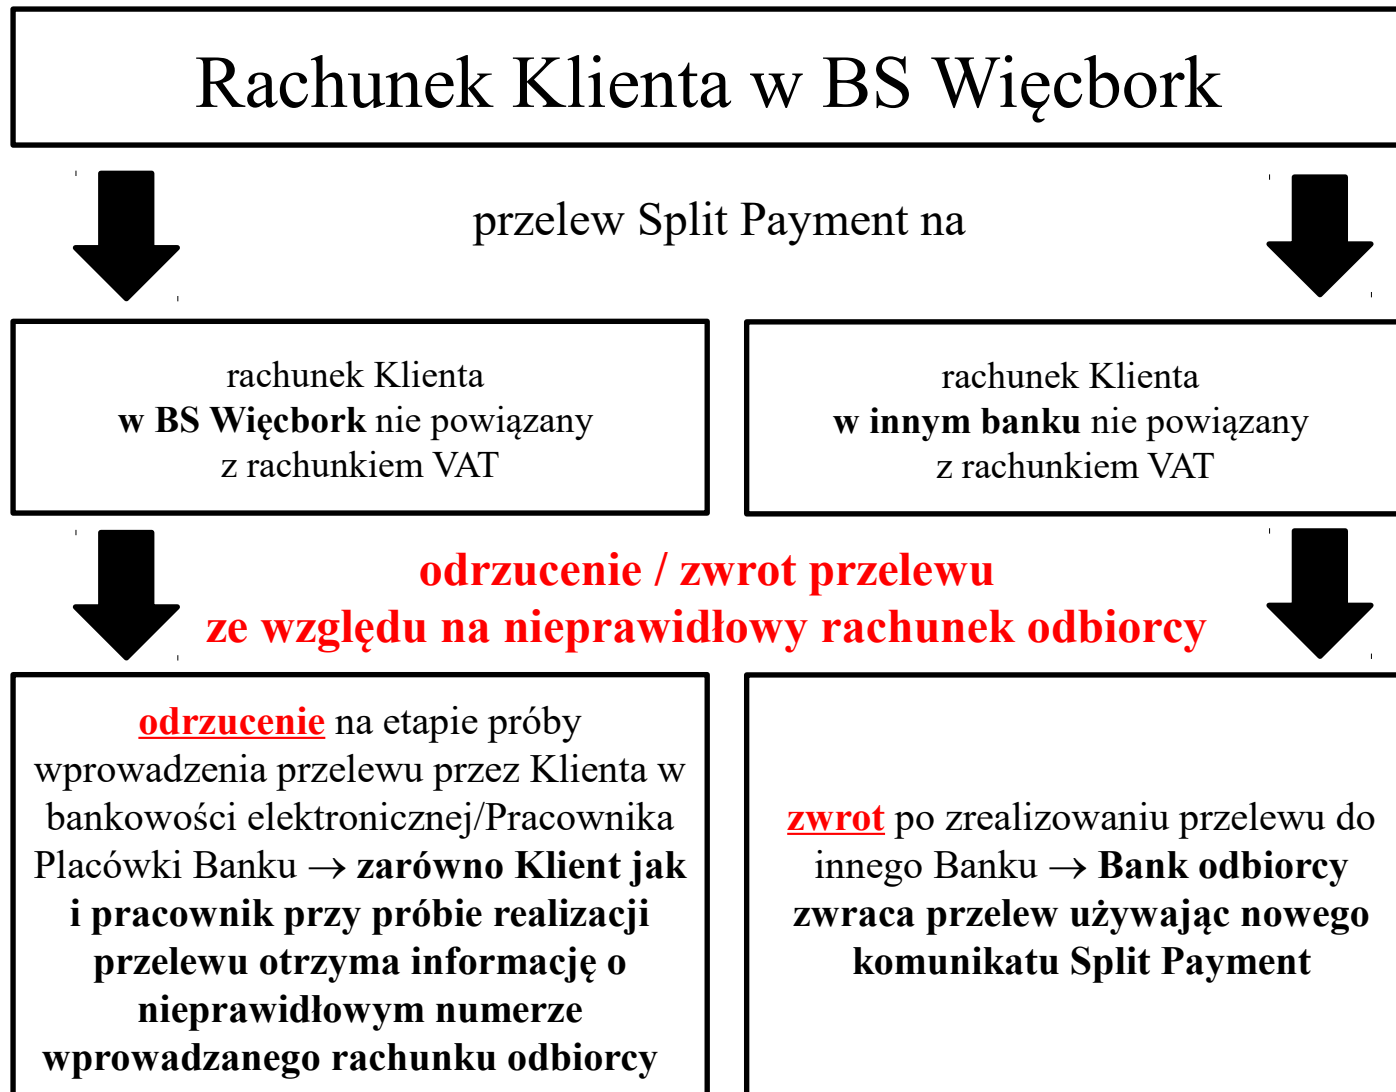 Rachunek Klienta w BS Więcbork
przelew Split Payment na
rachunek Klienta
w BS Więcbork nie powiązany
z rachunkiem VAT
rachunek Klienta
w innym banku nie powiązany
z rachunkiem VAT
odrzucenie / zwrot przelewu
ze względu na nieprawidłowy rachunek odbiorcy
odrzucenie na etapie próby
wprowadzenia przelewu przez Klienta w
bankowości elektronicznej/Pracownika
Placówki Banku → zarówno Klient jak
i pracownik przy próbie realizacji
przelewu otrzyma informację o
nieprawidłowym numerze
wprowadzanego rachunku odbiorcy
zwrot po zrealizowaniu przelewu do
innego Banku → Bank odbiorcy
zwraca przelew używając nowego
komunikatu Split Payment